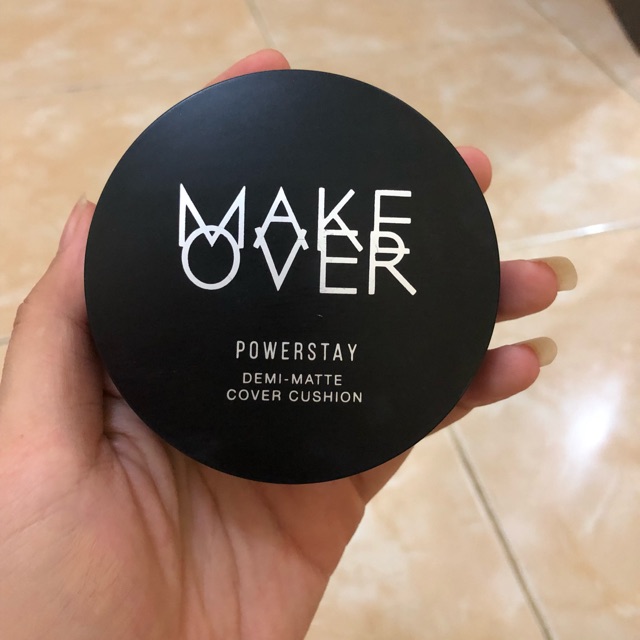 MAKE
OVER
POWERSTAY
DEMI-MATTE
COVER CUSHION